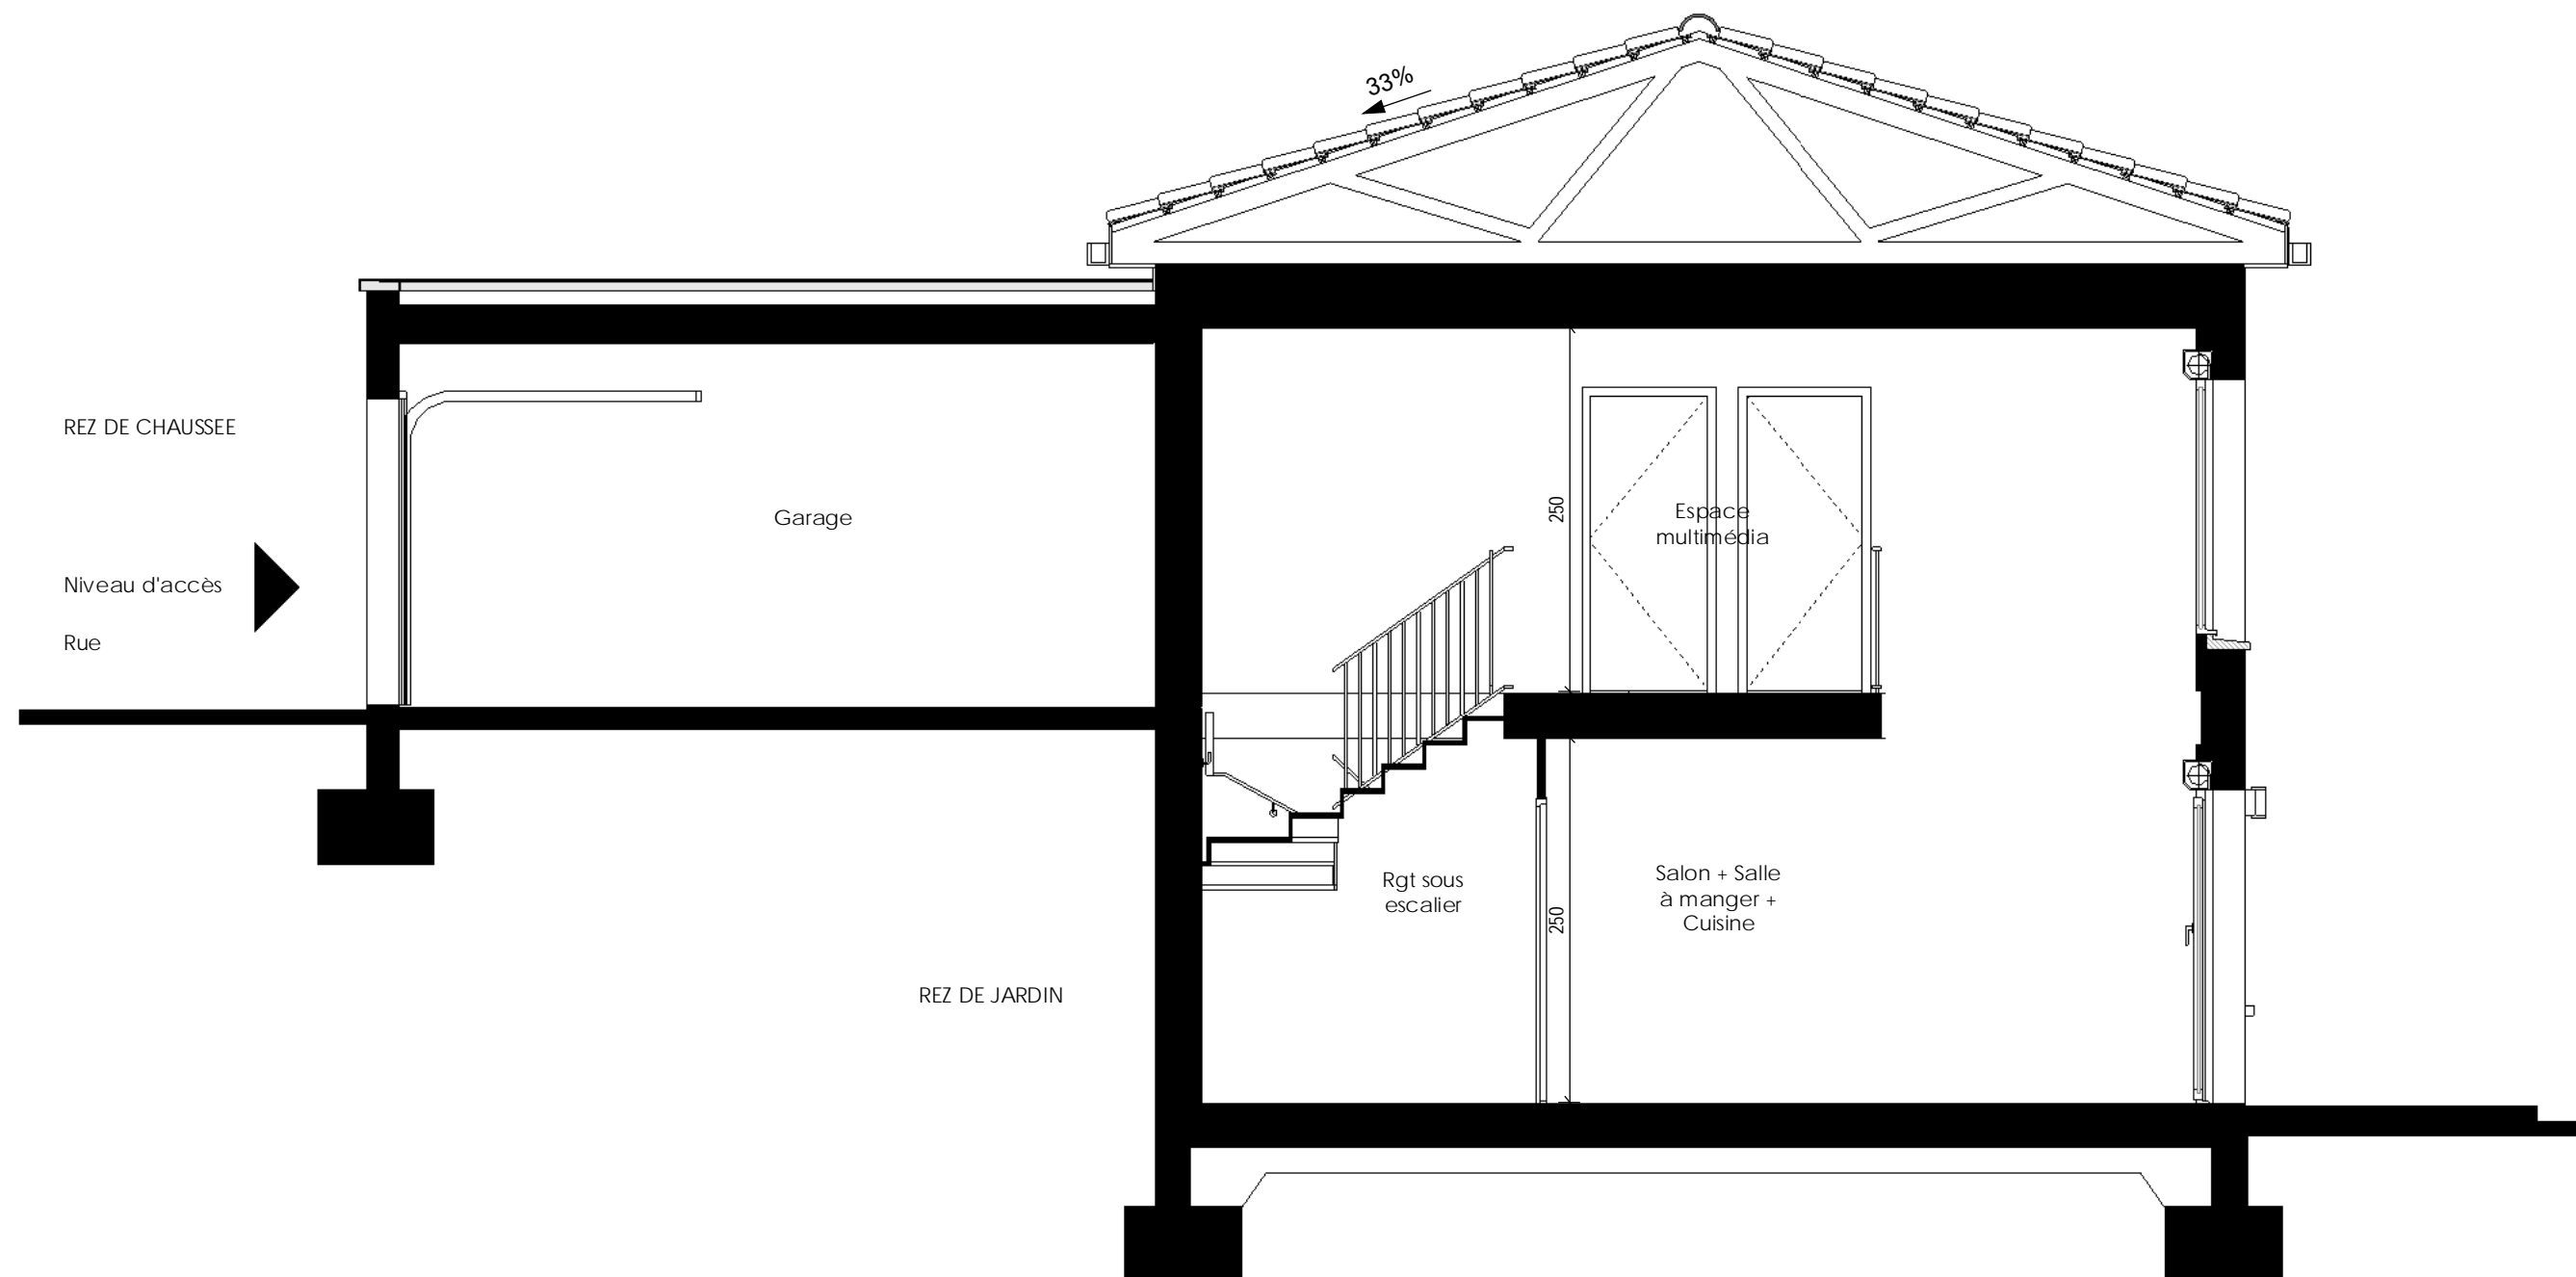 33%
REZ DE CHAUSSEE
Garage
250
Espace
multimédia
Niveau d'accès
Rue
Rgt sous
escalier
250
Salon + Salle
à manger +
Cuisine
REZ DE JARDIN